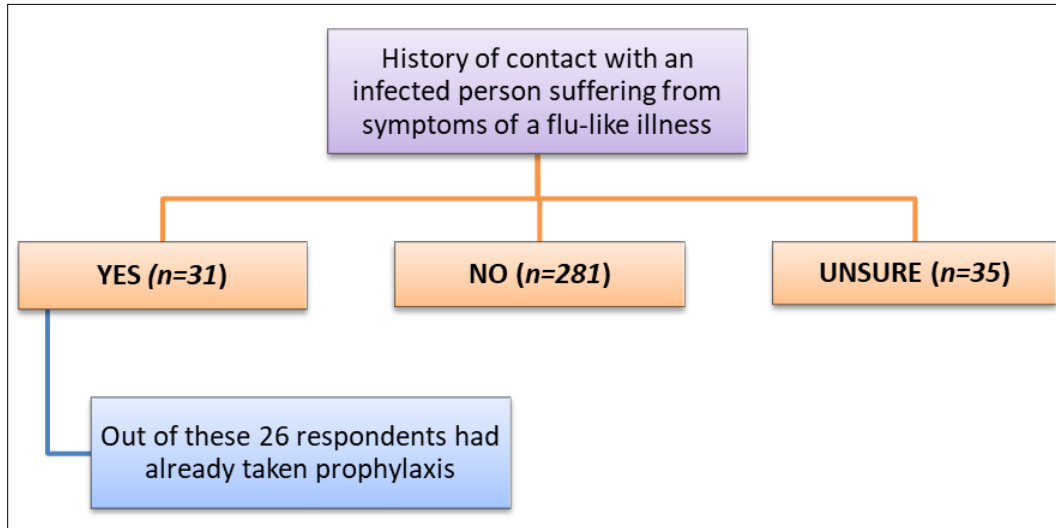 History of contact with an
infected person suffering from
symptoms of a flu-like illness
YES (n=31)
NO (n=281)
UNSURE (n=35)
Out of these 26 respondents had
already taken prophylaxis